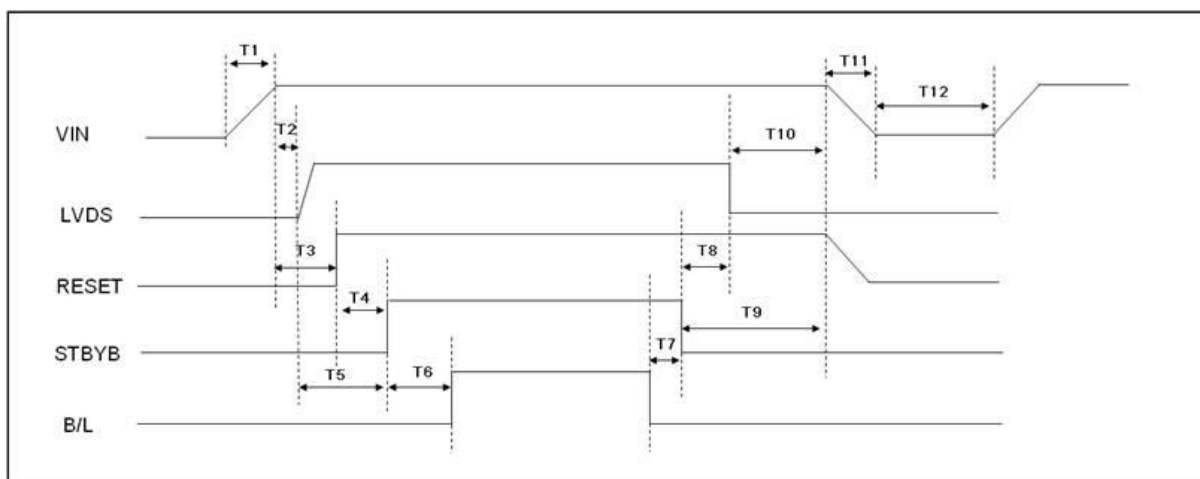 T1
T11
T12
VIN
T2
T10
LVDS
T3
T8
RESET
T4
T9
STBYB
T7
T5
T6
B/L